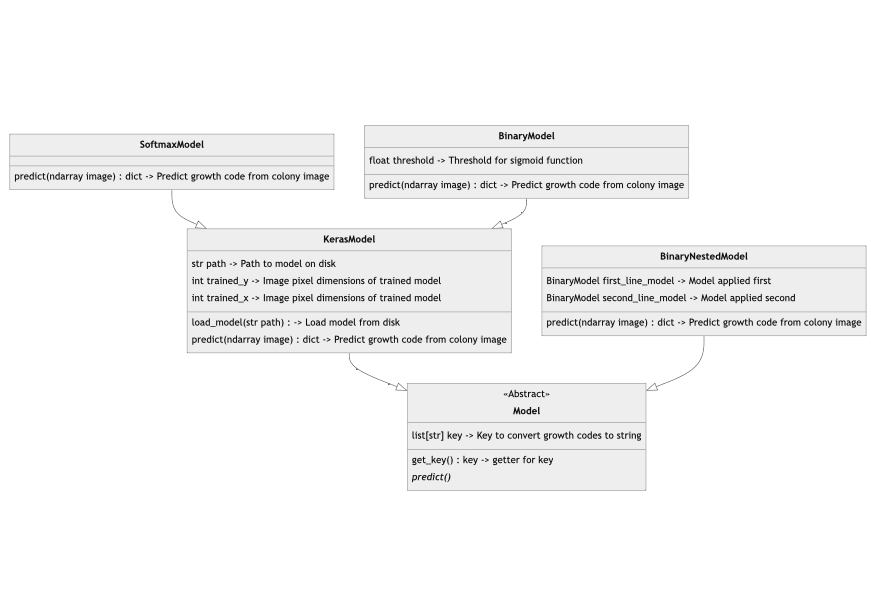 SoftmaxModel
predict(ndarray image) : dict -> Predict growth code from colony image
BinaryModel
float threshold -> Threshold for sigmoid function
predict(ndarray image) : dict -> Predict growth code from colony image
KerasModel
str path -> Path to model on disk
int trained_y -> Image pixel dimensions of trained model
int trained_x -> Image pixel dimensions of trained model
load_model(str path) : -> Load model from disk
predict(ndarray image) : dict -> Predict growth code from colony image
BinaryNestedModel
BinaryModel first_line_model -> Model applied first
BinaryModel second_line_model -> Model applied second
predict(ndarray image) : dict -> Predict growth code from colony image
«Abstract»
Model
list[str] key -> Key to convert growth codes to string
get_key() : key -> getter for key
predict()